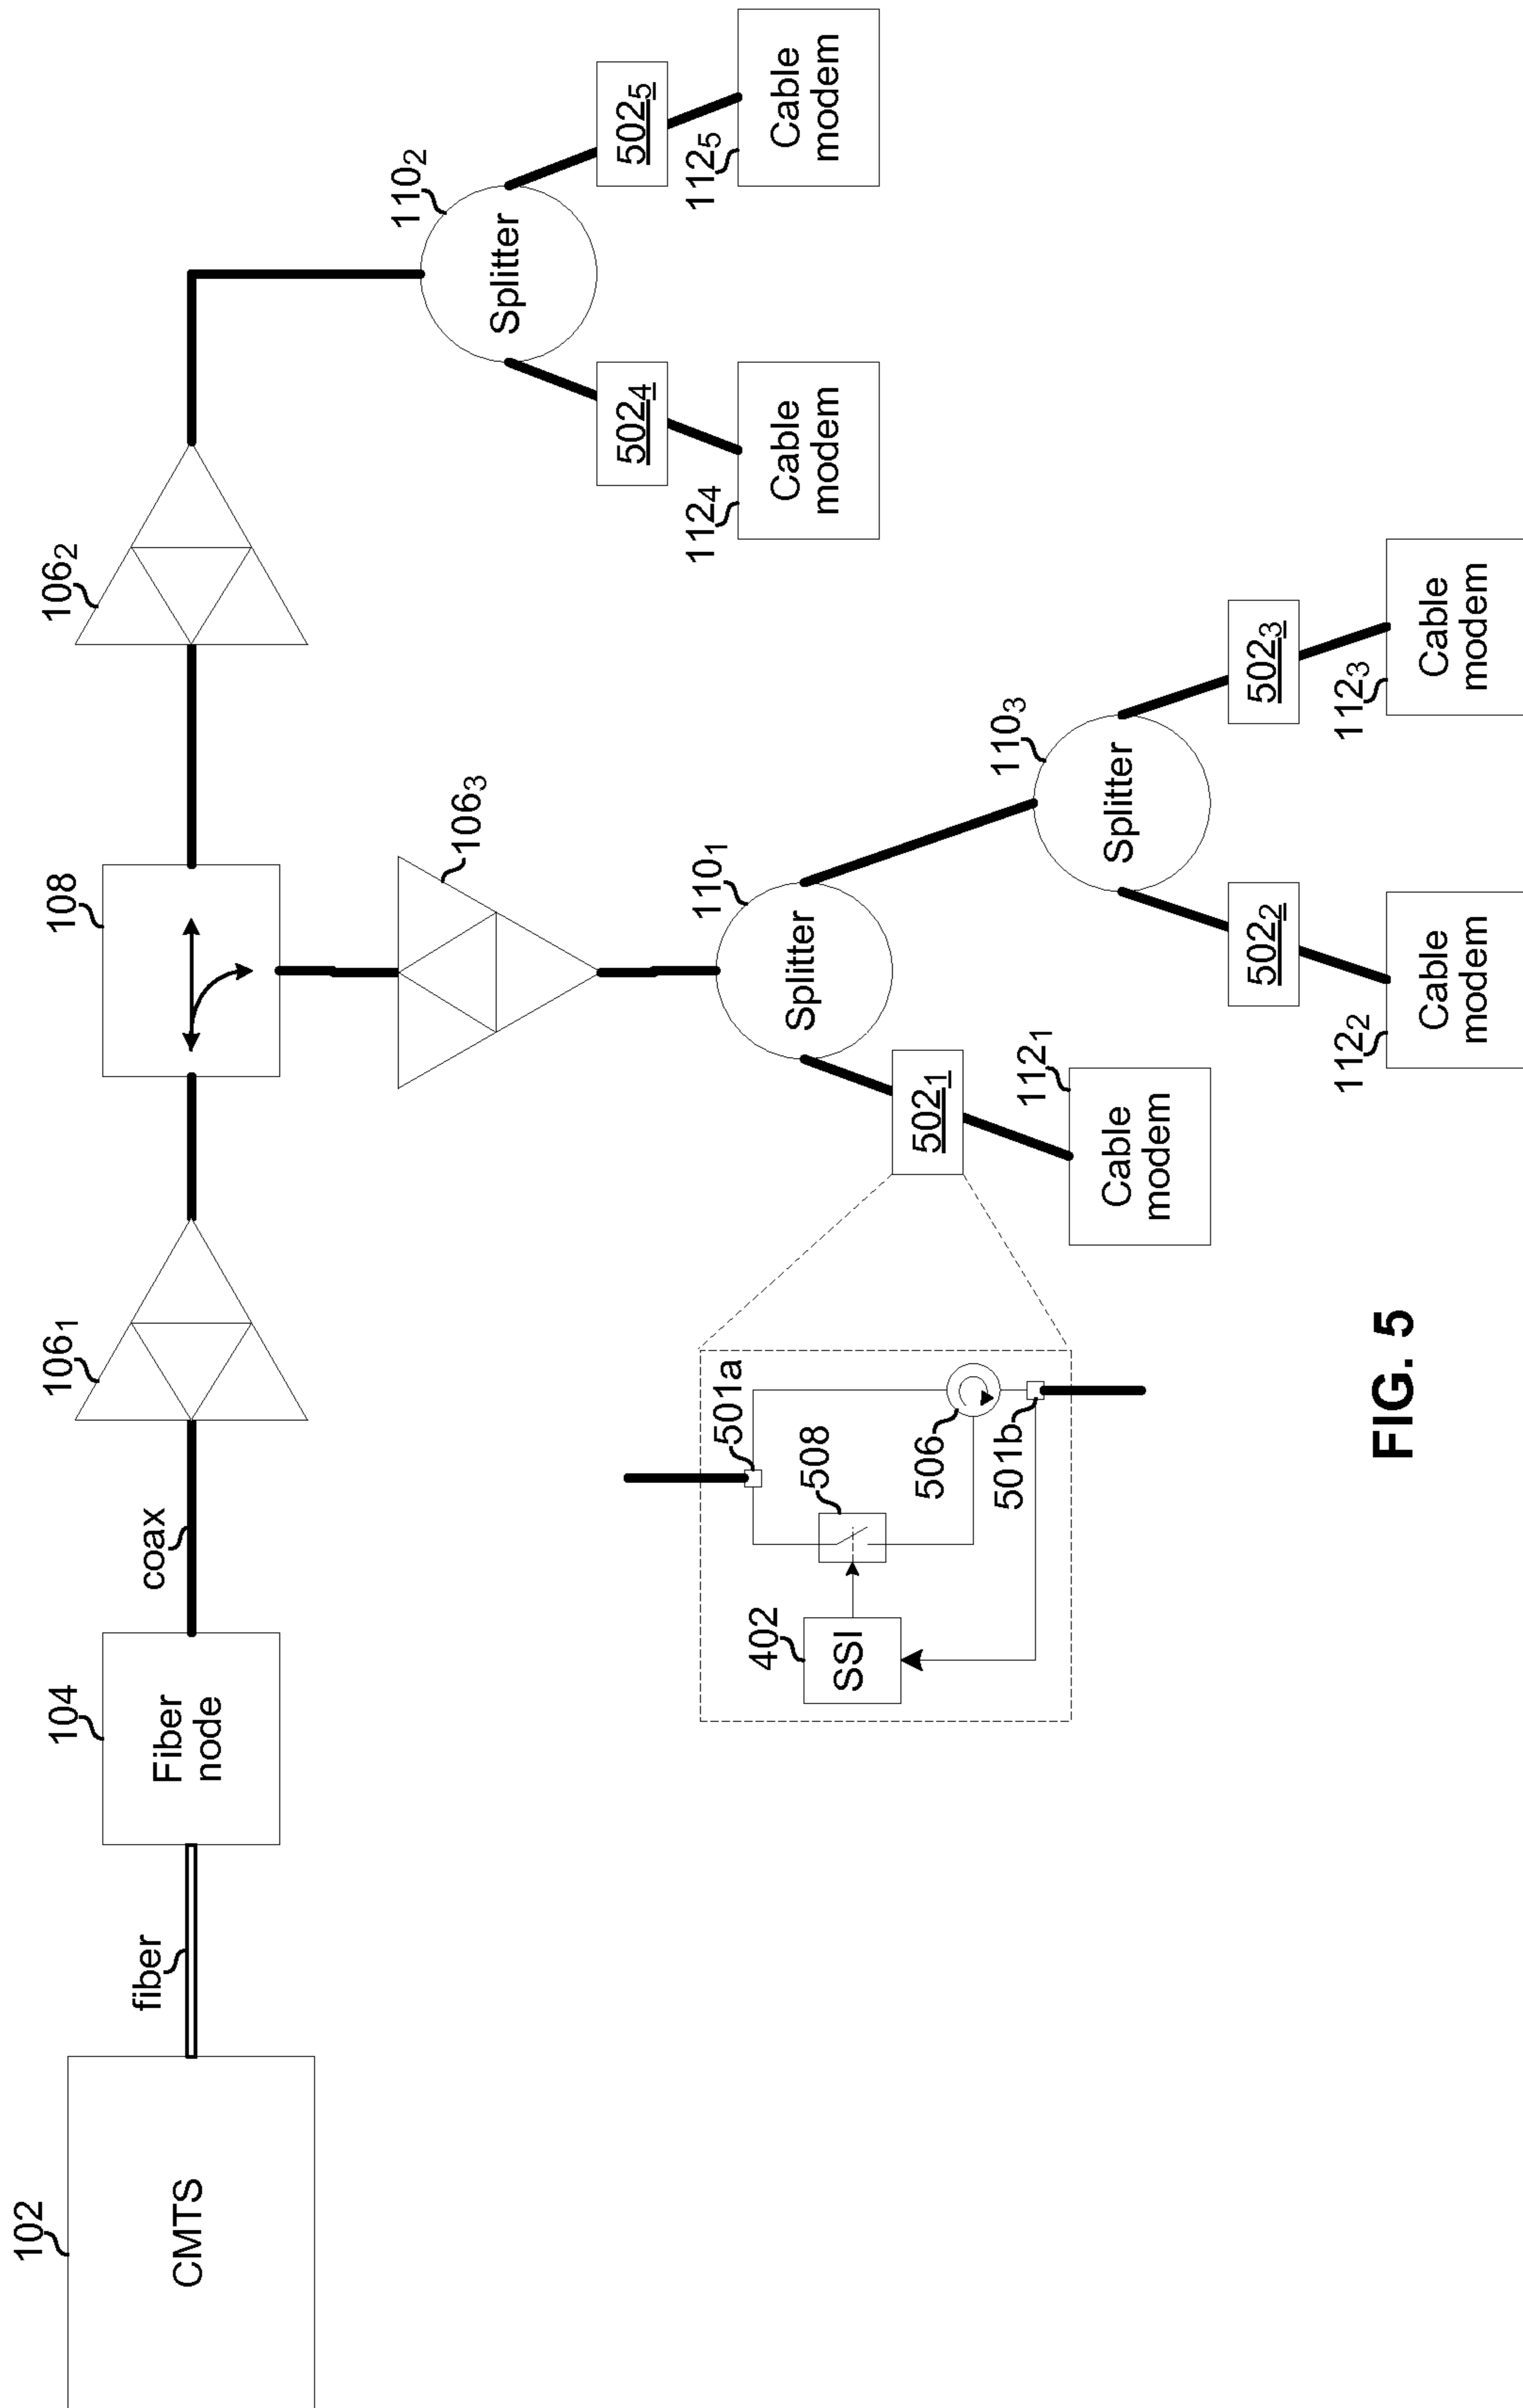 102
CMTS
fiber
104
Fiber
node
coax
106₁
108
106₂
106₃
110₂
Splitter
502₄
502₅
112₄
Cable
modem
112₅
Cable
modem
110₁
Splitter
110₃
Splitter
502₁
112₁
Cable
modem
502₂
502₃
112₂
Cable
modem
112₃
Cable
modem
402
SSI
508
501a
506
501b
FIG. 5